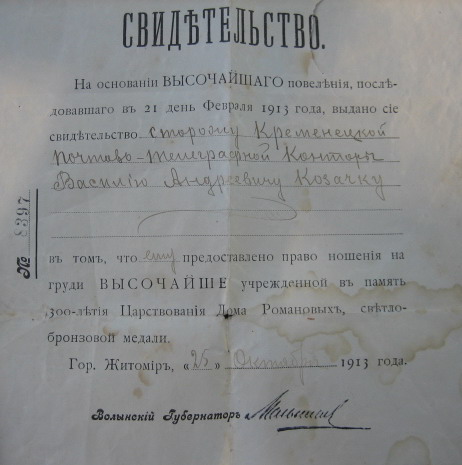 СВИДѢТЕЛЬСТВО.
На основаніи ВЫСОЧАЙШАГО повелѣнія, послѣ-
довавшаго въ 21 день Февраля 1913 года, выдано сіе
свидѣтельство сторожу Кременецкой
почтово-телеграфной Конторы
Василію Андреевичу Козачку
въ томъ, что ему предоставлено право ношенія на
груди ВЫСОЧАЙШЕ учрежденной въ память
300-лѣтія Царствованія Дома Романовыхъ, свѣтло-
бронзовой медали.
Гор. Житоміръ, «25» Октября 1913 года.
Волынскій Губернаторъ
№ 8397